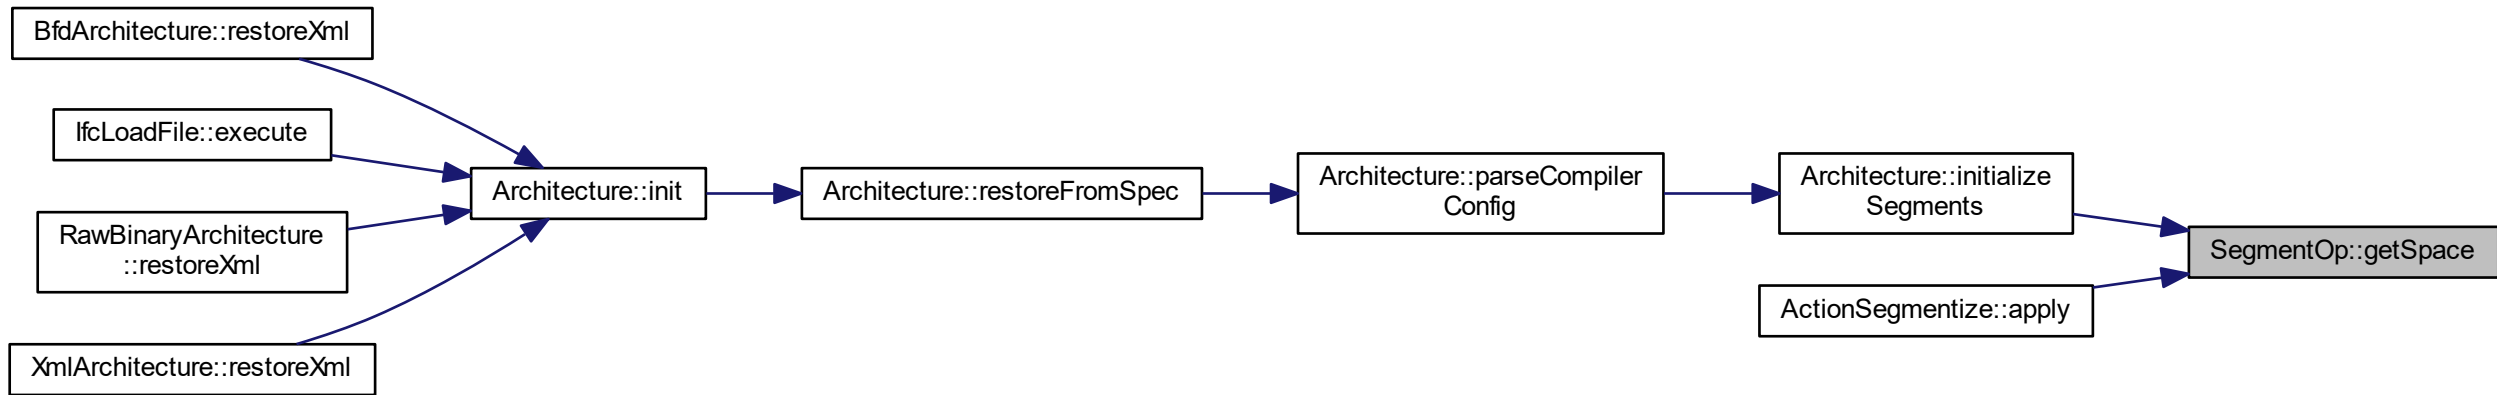 BfdArchitecture::restoreXml
IfcLoadFile::execute
RawBinaryArchitecture
::restoreXml
XmlArchitecture::restoreXml
Architecture::init
Architecture::restoreFromSpec
Architecture::parseCompiler
Config
Architecture::initialize
Segments
ActionSegmentize::apply
SegmentOp::getSpace